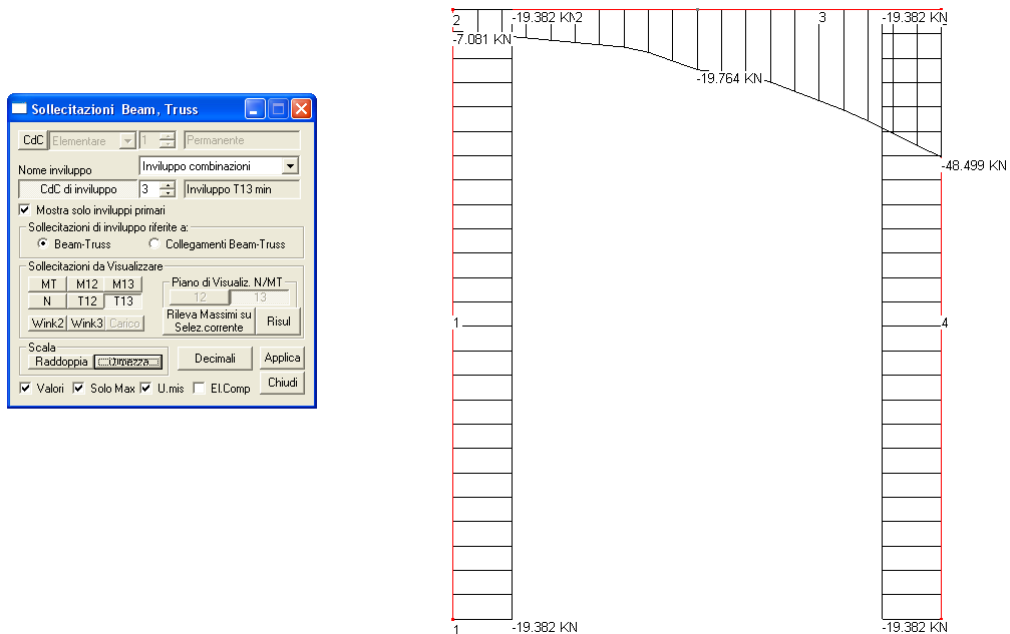 Sollecitazioni Beam, Truss
CdC Elementare 1 Permanente
Nome inviluppo Inviluppo combinazioni
CdC di inviluppo 3 Inviluppo T13 min
Mostra solo inviluppi primari
Sollecitazioni di inviluppo riferite a:
Beam-Truss Collegamenti Beam-Truss
Sollecitazioni da Visualizzare
MT M12 M13 Piano di Visualiz. N/MT
N T12 T13 12 13
Wink2 Wink3 Carico Rileva Massimi su Selez.corrente Risul
Scala
Raddoppia Dimezza Decimali Applica
Valori Solo Max U.mis El.Comp Chiudi
2 -19.382 KN 2 3 -19.382 KN
-7.081 KN
-19.764 KN
-48.499 KN
1 4
1 -19.382 KN -19.382 KN